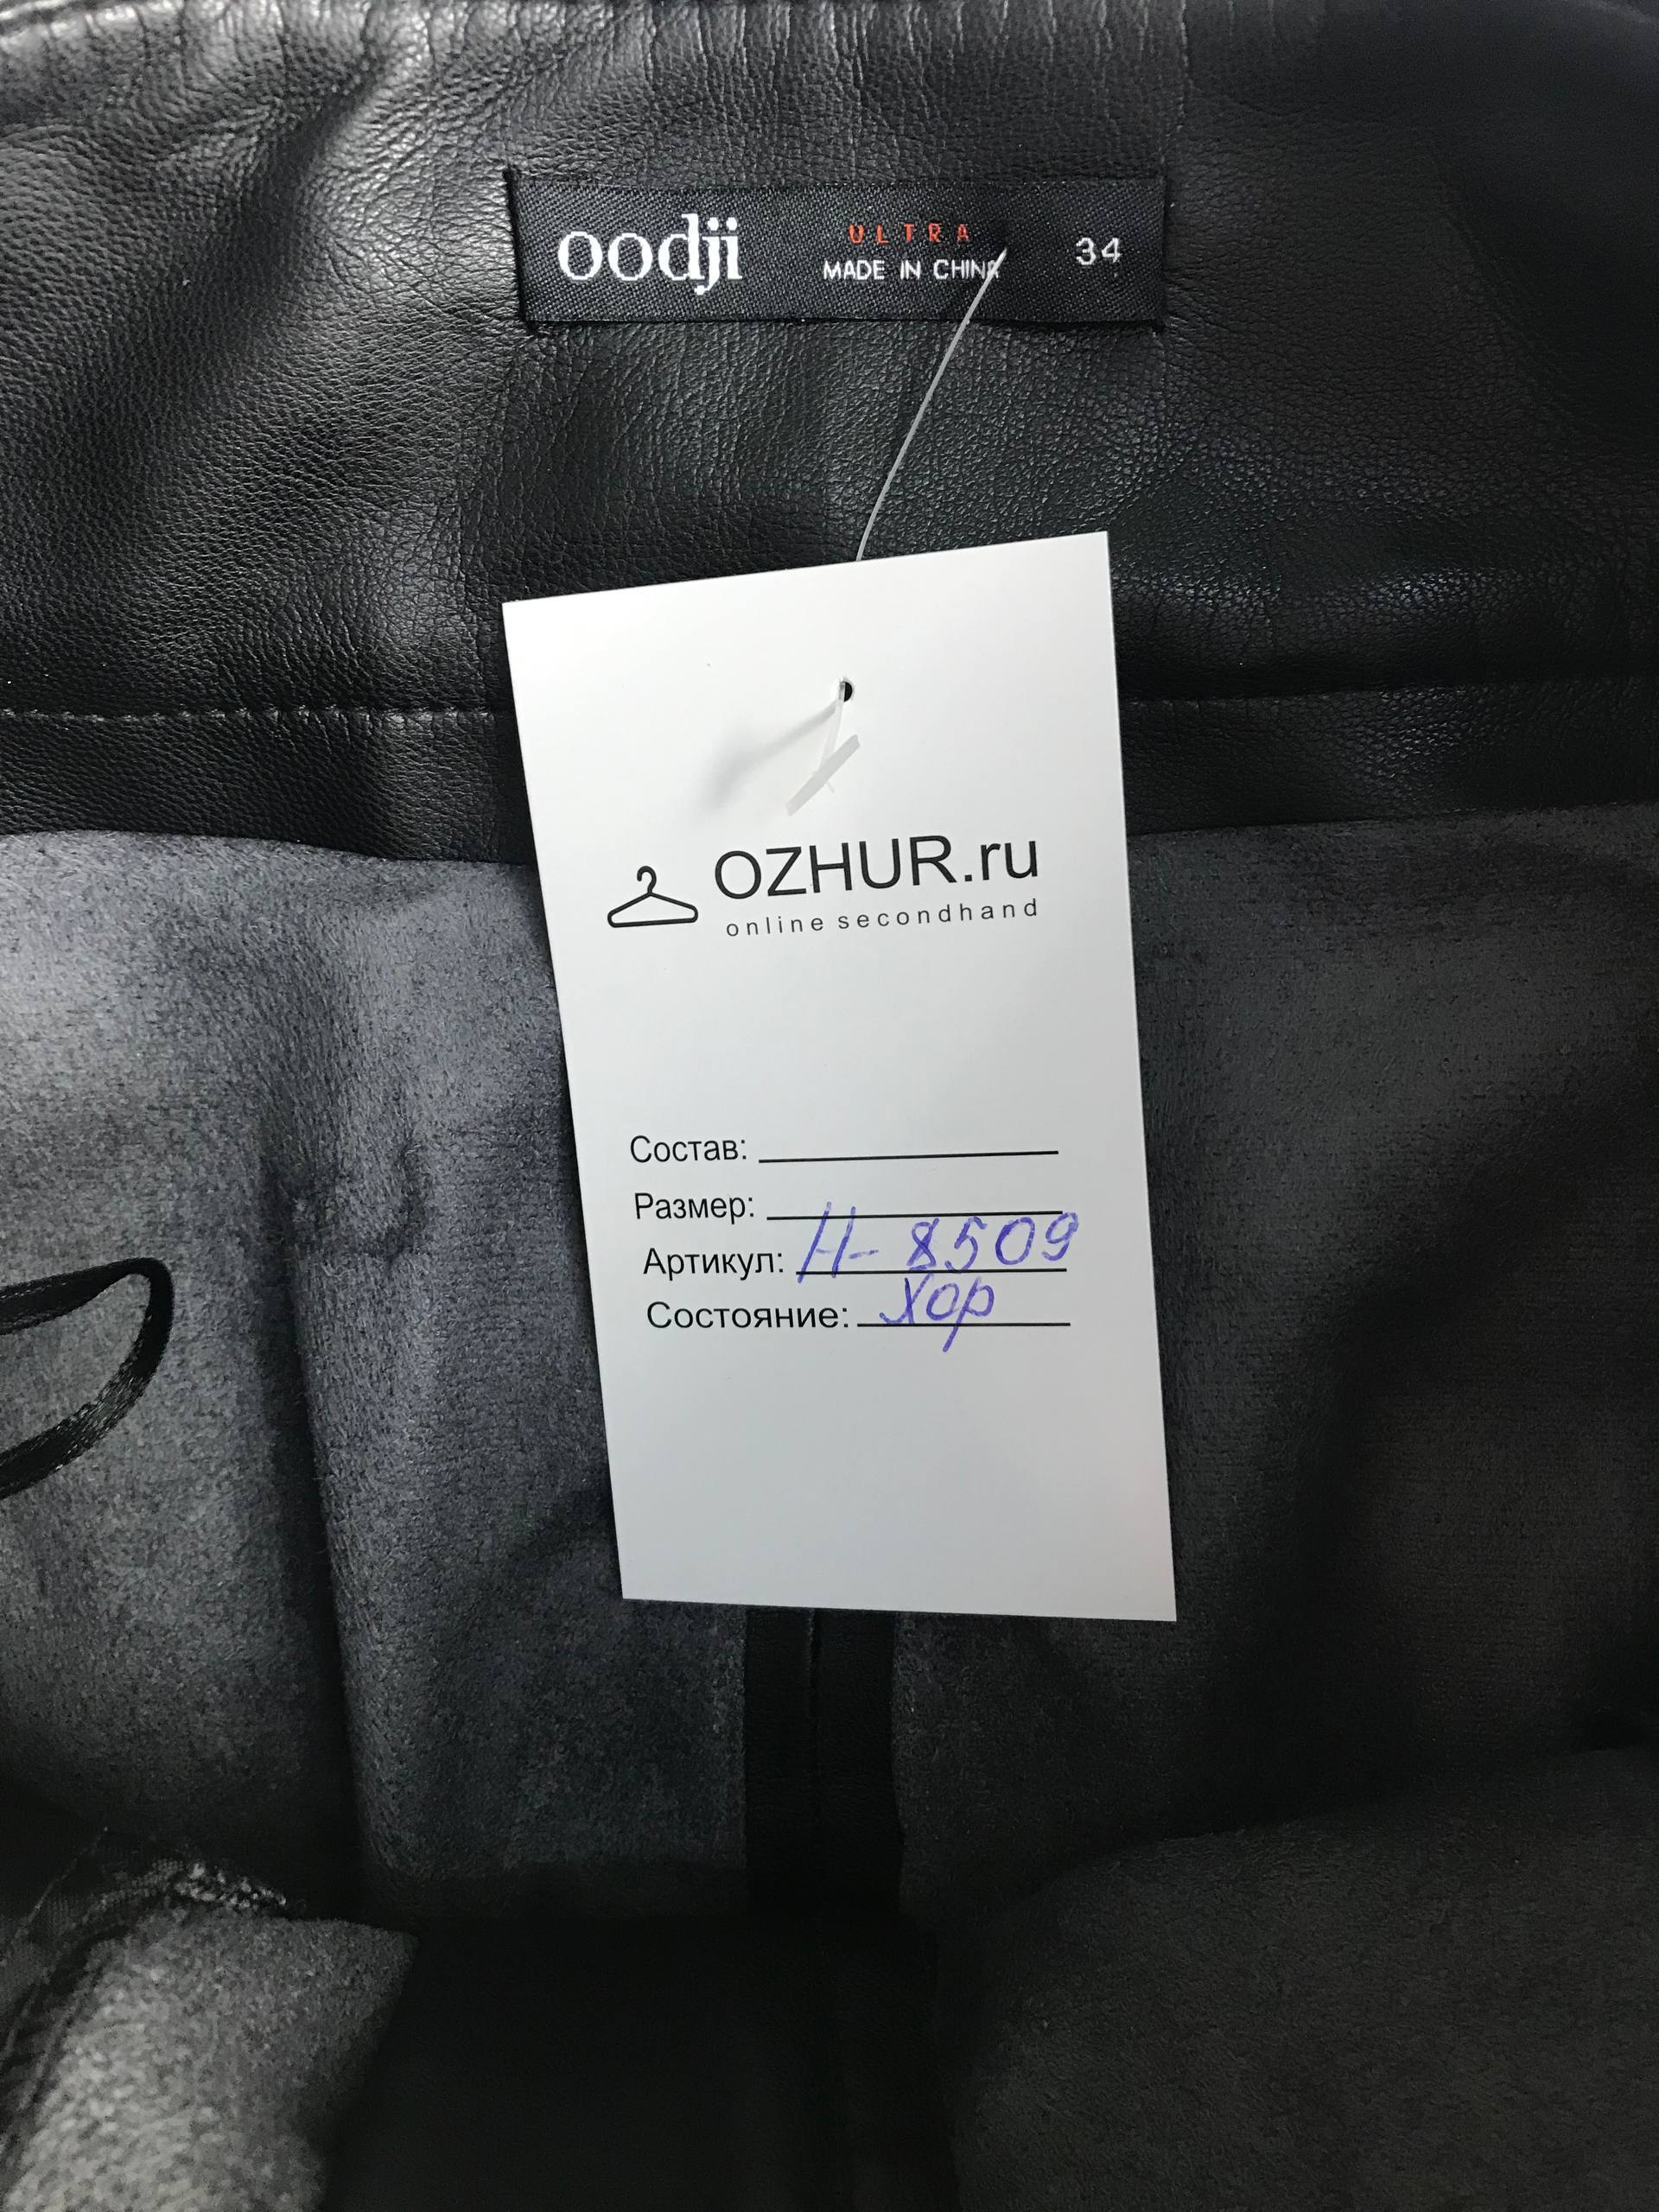 oodji ULTRA 34
MADE IN CHINA
OZHUR.ru
online secondhand
Состав:
Размер:
Артикул: Н-8509
Состояние: Хор